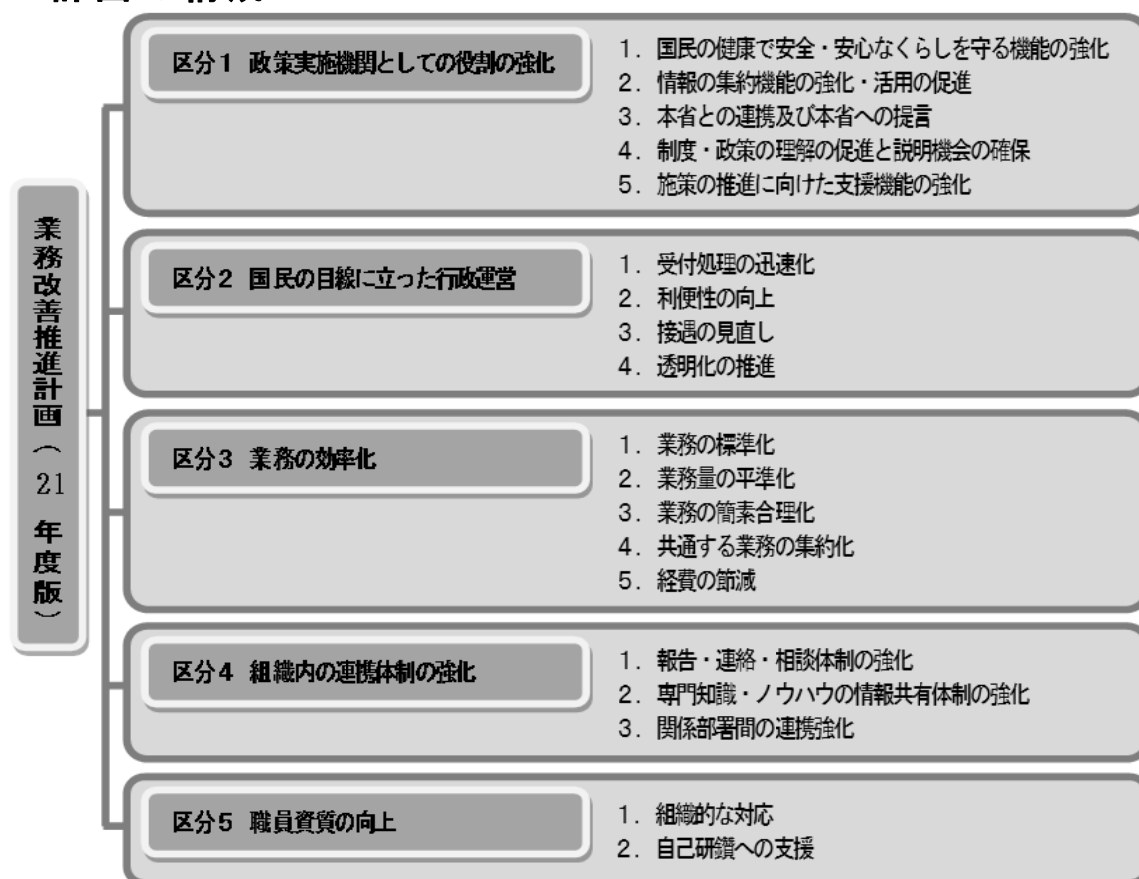 業務改善推進計画（21年度版）
区分1 政策実施機関としての役割の強化
1. 国民の健康で安全・安心なくらしを守る機能の強化
2. 情報の集約機能の強化・活用の促進
3. 本省との連携及び本省への提言
4. 制度・政策の理解の促進と説明機会の確保
5. 施策の推進に向けた支援機能の強化
区分2 国民の目線に立った行政運営
1. 受付処理の迅速化
2. 利便性の向上
3. 接遇の見直し
4. 透明化の推進
区分3 業務の効率化
1. 業務の標準化
2. 業務量の平準化
3. 業務の簡素合理化
4. 共通する業務の集約化
5. 経費の節減
区分4 組織内の連携体制の強化
1. 報告・連絡・相談体制の強化
2. 専門知識・ノウハウの情報共有体制の強化
3. 関係部署間の連携強化
区分5 職員資質の向上
1. 組織的な対応
2. 自己研鑽への支援